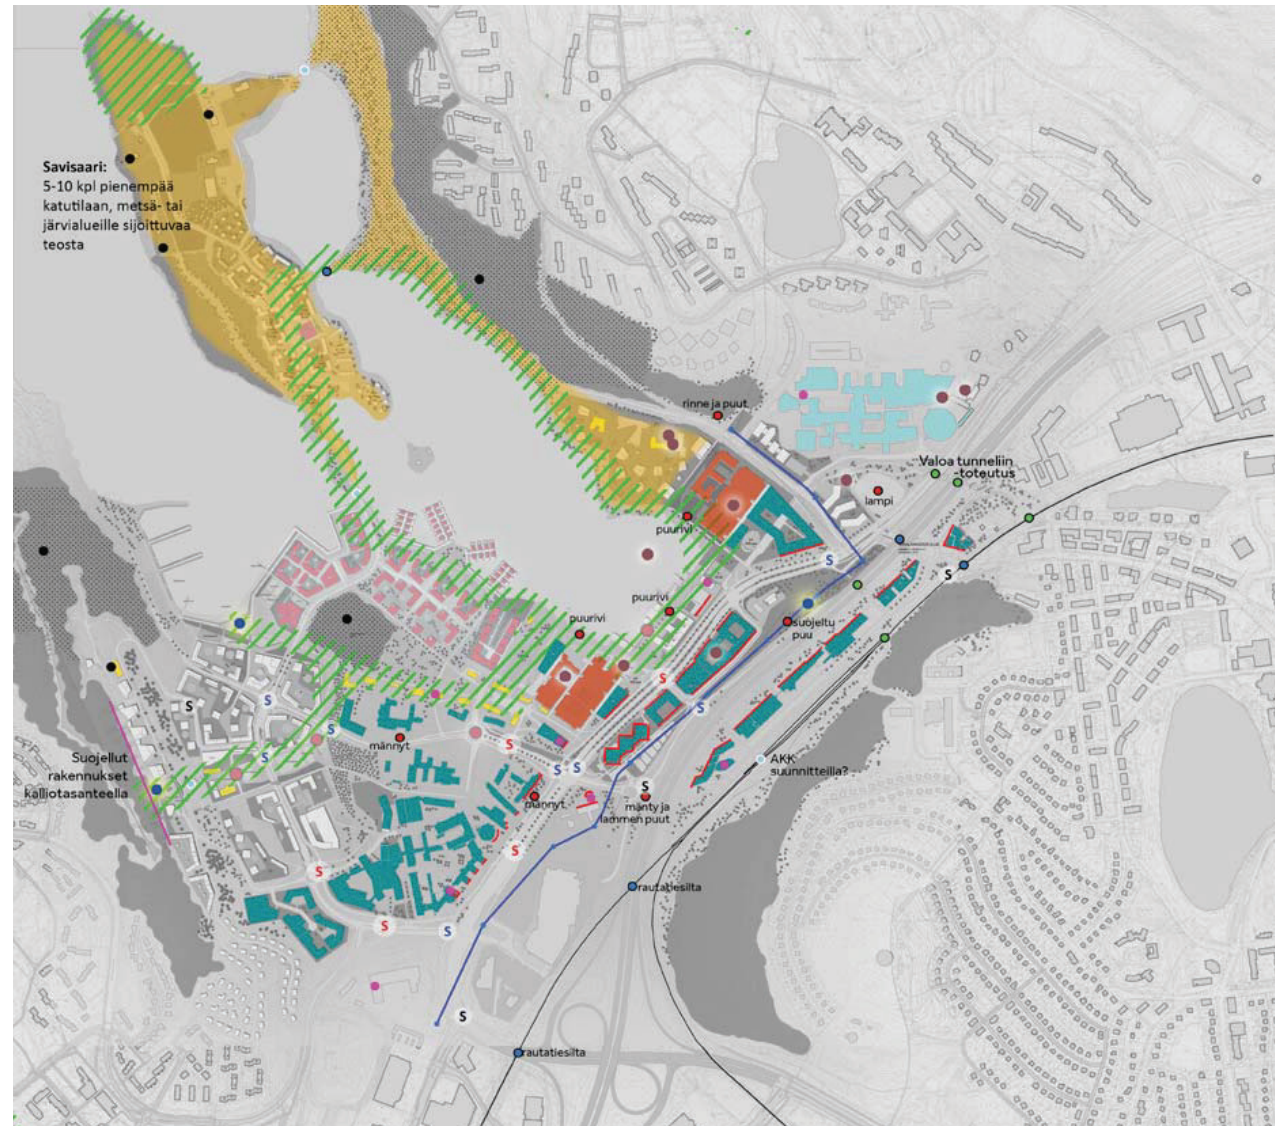 Savisaari:
5-10 kpl pienempää
katutilaan, metsä- tai
järvialueille sijoittuvaa
teosta
rinne ja puut
Valoa tunneliin
-toteutus
lampi
puurivi
puurivi
puurivi
suojeltu
puu
S
S
S
S
S
S
S
S
S
männyt
S
S
S
Suojellut
rakennukset
kalliotasanteella
AKK
suunnitteilla?
S
männyt
mänty ja
lammen puut
S
S
rautatiesilta
S
S
S
rautatiesilta